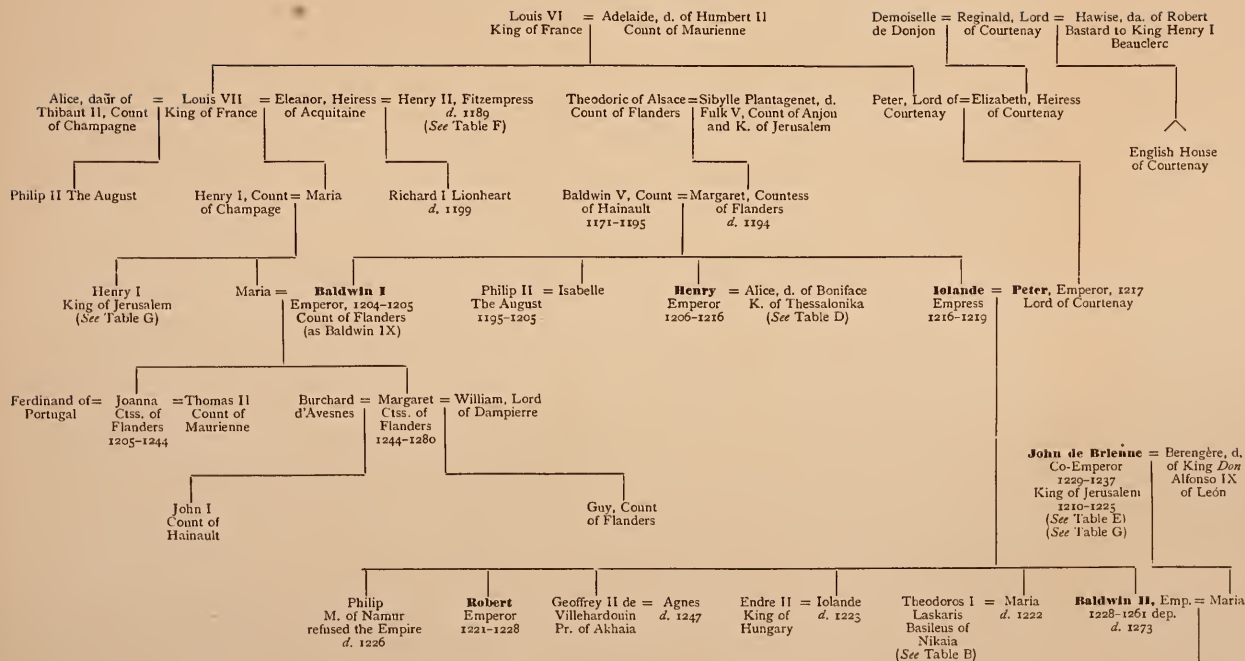 Louis VI = Adelaide, d. of Humbert II
King of France Count of Maurienne
Demoiselle = Reginald, Lord = Hawise, da. of Robert
de Donjon of Courtenay Bastard to King Henry I
Beauclerc
Alice, daūr of = Louis VII = Eleanor, Heiress = Henry II, Fitzempress
Thibaut II, Count King of France of Acquitaine d. 1189
of Champagne (See Table F)
Theodoric of Alsace = Sibylle Plantagenet, d.
Count of Flanders Fulk V, Count of Anjou
and K. of Jerusalem
Peter, Lord of = Elizabeth, Heiress
Courtenay of Courtenay
English House
of Courtenay
Philip II The August
Henry I, Count = Maria
of Champage
Richard I Lionheart
d. 1199
Baldwin V, Count = Margaret, Countess
of Hainault of Flanders
1171-1195 d. 1194
Henry I
King of Jerusalem
(See Table G)
Maria = Baldwin I
Emperor, 1204-1205
Count of Flanders
(as Baldwin IX)
Philip II = Isabelle
The August
1195-1205
Henry = Alice, d. of Boniface
Emperor K. of Thessalonika
1206-1216 (See Table D)
Iolande = Peter, Emperor, 1217
Empress Lord of Courtenay
1216-1219
Ferdinand of = Joanna = Thomas II
Portugal Ctss. of Count of
Flanders Maurienne
1205-1244
Burchard = Margaret = William, Lord
d'Avesnes Ctss. of of Dampierre
Flanders
1244-1280
John I
Count of
Hainault
Guy, Count
of Flanders
John de Brienne = Berengère, d.
Co-Emperor of King Don
1229-1237 Alfonso IX
King of Jerusalem of León
1210-1225
(See Table E)
(See Table G)
Philip
M. of Namur
refused the Empire
d. 1226
Robert
Emperor
1221-1228
Geoffrey II de = Agnes
Villehardouin d. 1247
Pr. of Akhaia
Endre II = Iolande
King of d. 1225
Hungary
Theodoros I = Maria
Laskaris d. 1222
Basileus of
Nikaia
(See Table B)
Baldwin II, Emp. = Maria
1228-1261 dep.
d. 1273